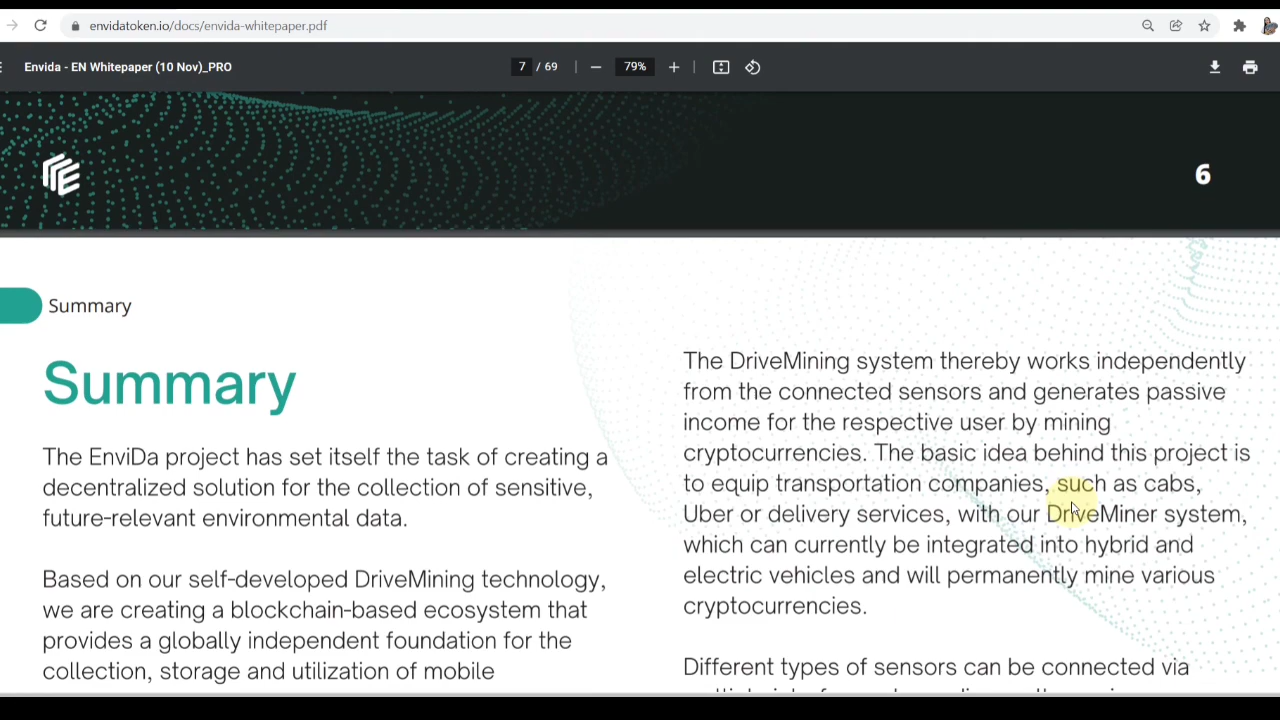 envidatoken.io/docs/envida-whitepaper.pdf
Envida - EN Whitepaper (10 Nov)_PRO
7 / 69
79%
6
Summary
Summary
The EnviDa project has set itself the task of creating a
decentralized solution for the collection of sensitive,
future-relevant environmental data.
Based on our self-developed DriveMining technology,
we are creating a blockchain-based ecosystem that
provides a globally independent foundation for the
collection, storage and utilization of mobile
The DriveMining system thereby works independently
from the connected sensors and generates passive
income for the respective user by mining
cryptocurrencies. The basic idea behind this project is
to equip transportation companies, such as cabs,
Uber or delivery services, with our DriveMiner system,
which can currently be integrated into hybrid and
electric vehicles and will permanently mine various
cryptocurrencies.
Different types of sensors can be connected via